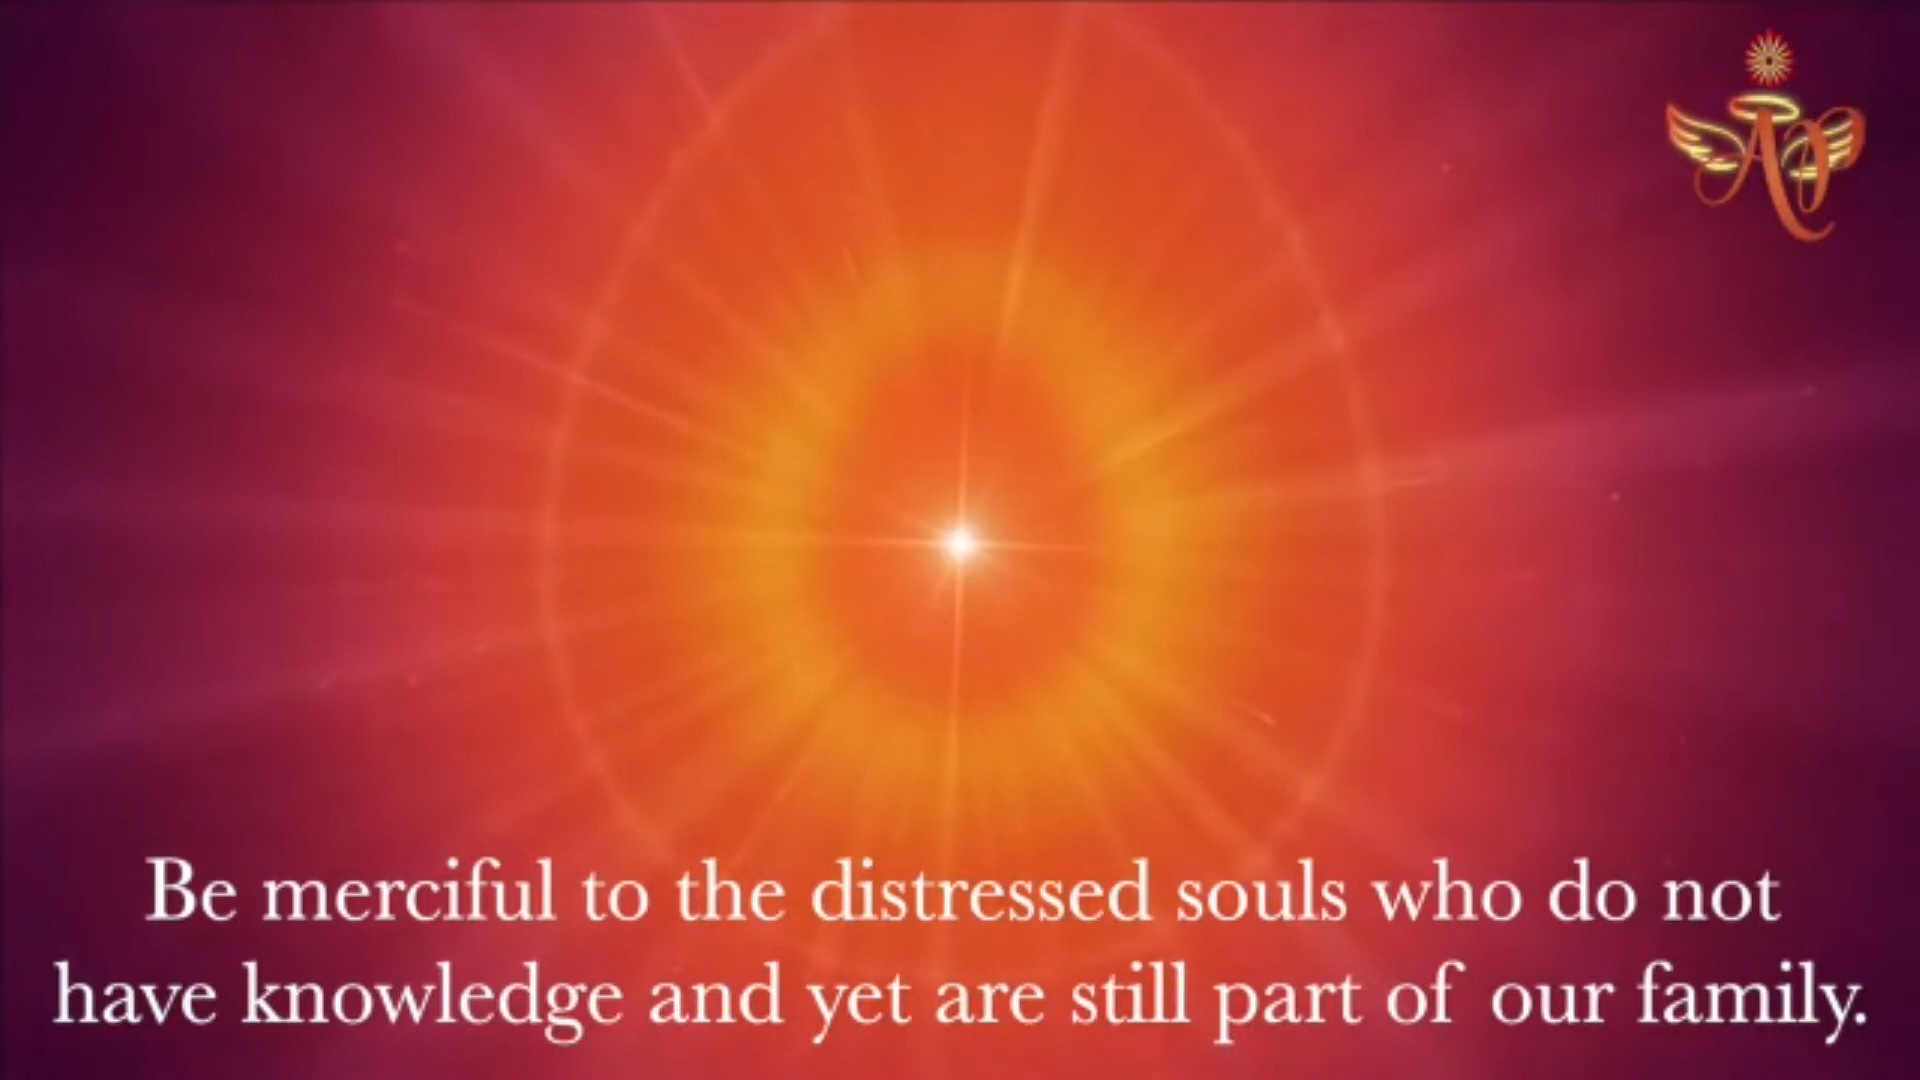 AP
Be merciful to the distressed souls who do not
have knowledge and yet are still part of our family.